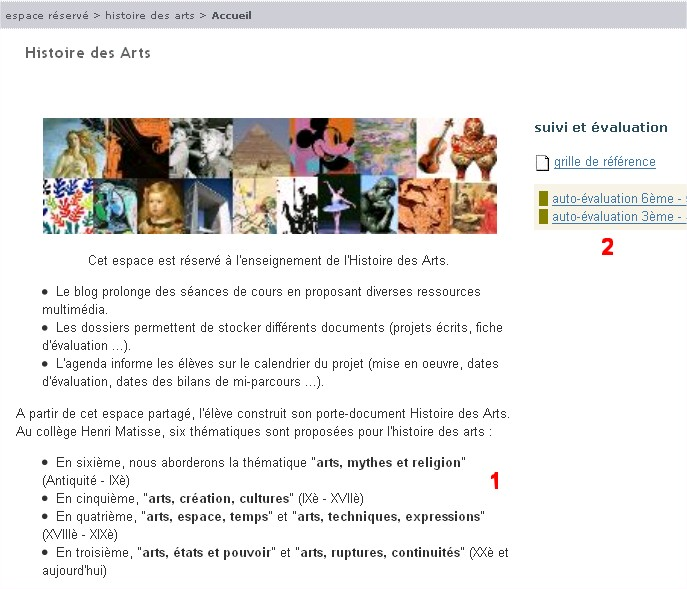 espace réservé > histoire des arts > Accueil
Histoire des Arts
Cet espace est réservé à l'enseignement de l'Histoire des Arts.
• Le blog prolonge des séances de cours en proposant diverses ressources
multimédia.
• Les dossiers permettent de stocker différents documents (projets écrits, fiche
d'évaluation ...).
• L'agenda informe les élèves sur le calendrier du projet (mise en oeuvre, dates
d'évaluation, dates des bilans de mi-parcours ...).
A partir de cet espace partagé, l'élève construit son porte-document Histoire des Arts.
Au collège Henri Matisse, six thématiques sont proposées pour l'histoire des arts :
• En sixième, nous aborderons la thématique "arts, mythes et religion"
(Antiquité - IXè)
1
• En cinquième, "arts, création, cultures" (IXè - XVIIè)
• En quatrième, "arts, espace, temps" et "arts, techniques, expressions"
(XVIIIè - XIXè)
• En troisième, "arts, états et pouvoir" et "arts, ruptures, continuités" (XXè et
aujourd'hui)
suivi et évaluation
grille de référence
auto-évaluation 6ème -
auto-évaluation 3ème -
2